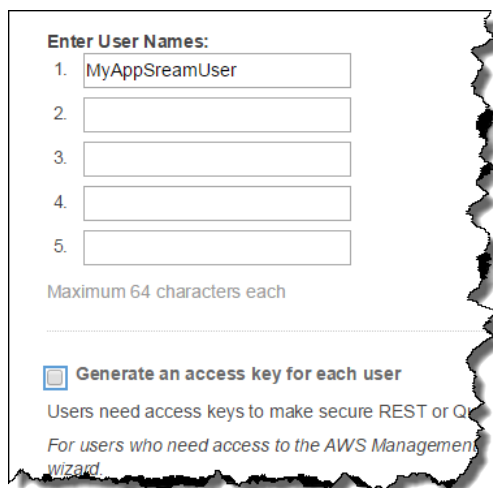 Enter User Names:
1. MyAppSreamUser
2.
3.
4.
5.
Maximum 64 characters each
Generate an access key for each user
Users need access keys to make secure REST or
For users who need access to the AWS Management
wizard.